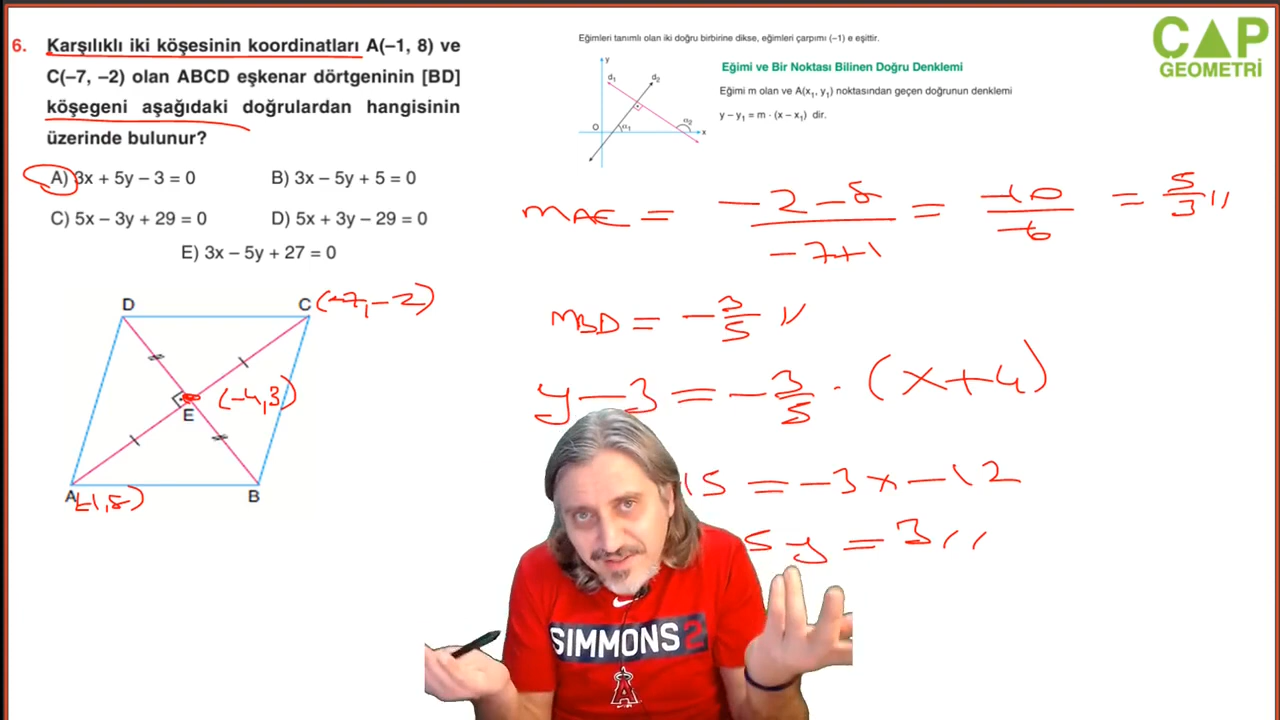 6. Karşılıklı iki köşesinin koordinatları A(−1, 8) ve
C(−7, −2) olan ABCD eşkenar dörtgeninin [BD]
köşegeni aşağıdaki doğrulardan hangisinin
üzerinde bulunur?
A) 3x + 5y − 3 = 0 B) 3x − 5y + 5 = 0
C) 5x − 3y + 29 = 0 D) 5x + 3y − 29 = 0
E) 3x − 5y + 27 = 0
D C (-7, -2)
E (-4, 3)
A (-1, 8) B
Eğimleri tanımlı olan iki doğru birbirine dikse, eğimleri çarpımı (−1) e eşittir.
y d₁ d₂
O α₁ α₂ x
Eğimi ve Bir Noktası Bilinen Doğru Denklemi
Eğimi m olan ve A(x₁, y₁) noktasından geçen doğrunun denklemi
y − y₁ = m · (x − x₁) dir.
ÇAP
GEOMETRİ
mAC = (-2-8)/(-7+1) = -10/-6 = 5/3 //
mBD = -3/5 //
y - 3 = -3/5 · (x+4)
15 = -3x - 12
5y = 3 //
SIMMONS 2
A